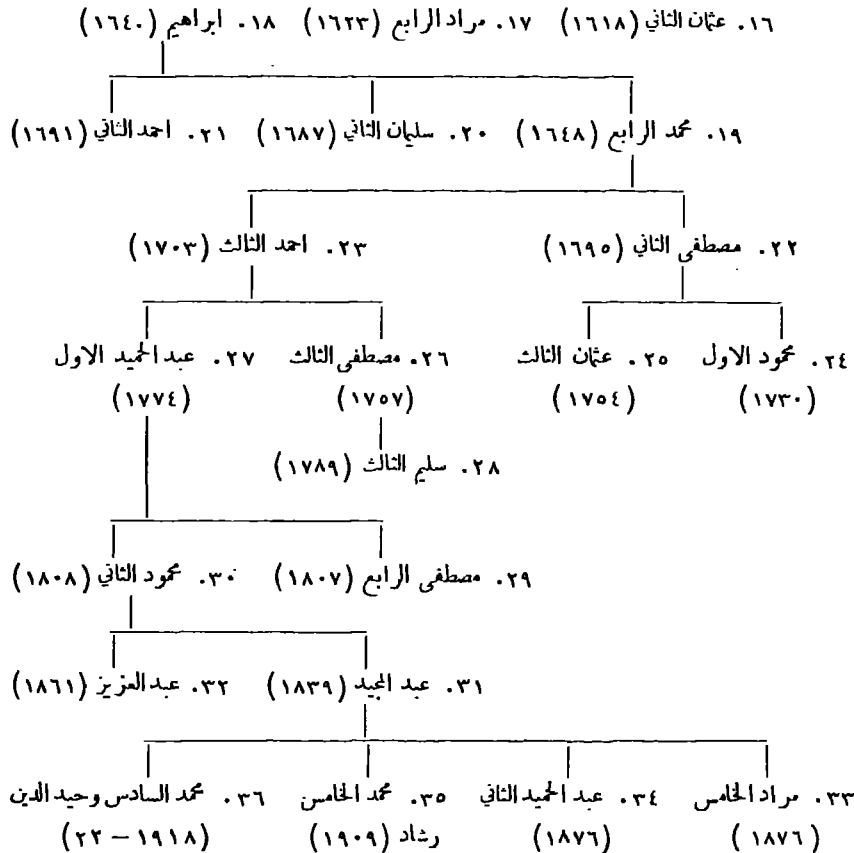 ١٦. عثمان الثاني (١٦١٨) ١٧. مراد الرابع (١٦٢٣) ١٨. ابراهيم (١٦٤٠)
١٩. محمد الرابع (١٦٤٨) ٢٠. سليمان الثاني (١٦٨٧) ٢١. احمد الثاني (١٦٩١)
٢٢. مصطفى الثاني (١٦٩٥) ٢٣. احمد الثالث (١٧٠٣)
٢٤. محمود الاول ٢٥. عثمان الثالث ٢٦. مصطفى الثالث ٢٧. عبد الحميد الاول
(١٧٣٠) (١٧٥٤) (١٧٥٧) (١٧٧٤)
٢٨. سليم الثالث (١٧٨٩)
٢٩. مصطفى الرابع (١٨٠٧) ٣٠. محمود الثاني (١٨٠٨)
٣١. عبد المجيد (١٨٣٩) ٣٢. عبد العزيز (١٨٦١)
٣٣. مراد الخامس ٣٤. عبد الحميد الثاني ٣٥. محمد الخامس ٣٦. محمد السادس وحيد الدين
(١٨٧٦) (١٨٧٦) رشاد (١٩٠٩) (١٩١٨ – ٢٢)